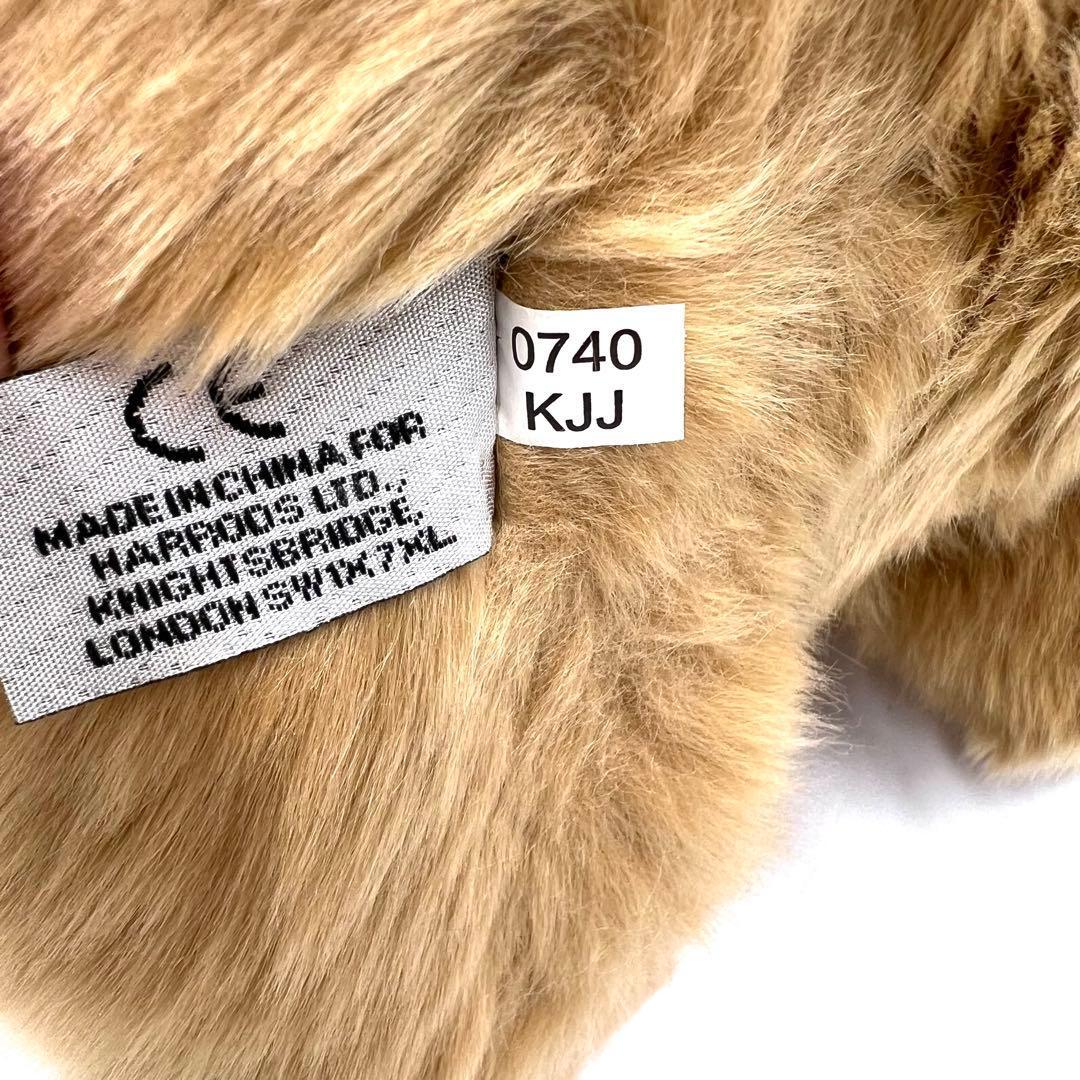 CE
MADE IN CHINA FOR
HARRODS LTD.,
KNIGHTSBRIDGE,
LONDON SW1X 7XL.
0740
KJJ